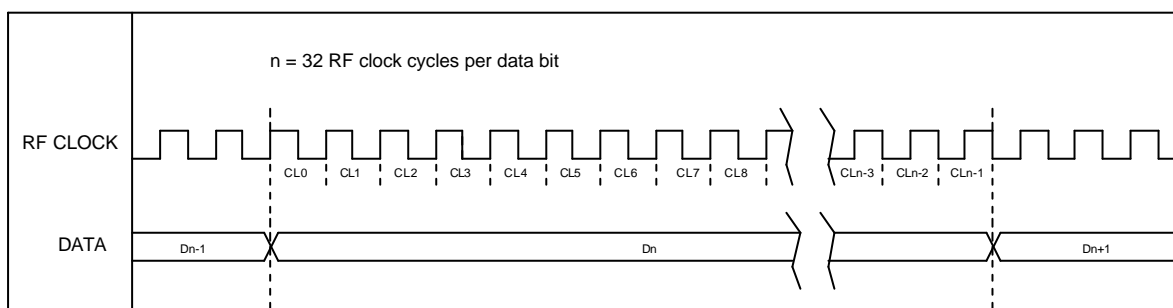 n = 32 RF clock cycles per data bit
RF CLOCK
CL0 CL1 CL2 CL3 CL4 CL5 CL6 CL7 CL8 CLn-3 CLn-2 CLn-1
DATA
Dn-1 Dn Dn+1